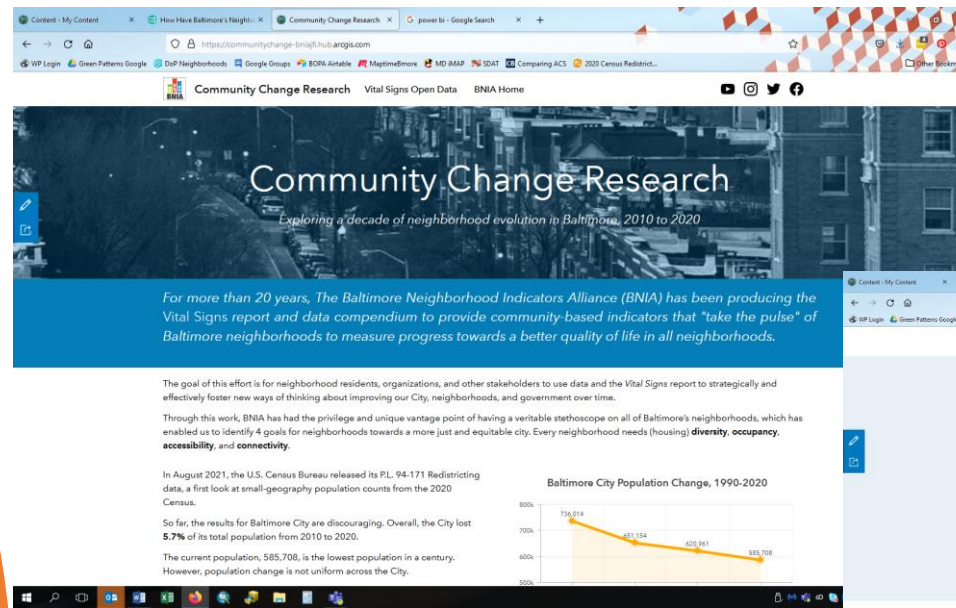 Content - My Content
How Have Baltimore's Neighbo
Community Change Research
power bi - Google Search
https://communitychange-bniajfi.hub.arcgis.com
WP Login
Green Patterns Google
DoP Neighborhoods
Google Groups
BOPA Airtable
MaptimeBmore
MD iMAP
SDAT
Comparing ACS
2020 Census Redistrict...
Other Bookm
BNIA
Community Change Research
Vital Signs Open Data
BNIA Home
Community Change Research
Exploring a decade of neighborhood evolution in Baltimore, 2010 to 2020
For more than 20 years, The Baltimore Neighborhood Indicators Alliance (BNIA) has been producing the
Vital Signs report and data compendium to provide community-based indicators that "take the pulse" of
Baltimore neighborhoods to measure progress towards a better quality of life in all neighborhoods.
The goal of this effort is for neighborhood residents, organizations, and other stakeholders to use data and the Vital Signs report to strategically and
effectively foster new ways of thinking about improving our City, neighborhoods, and government over time.
Through this work, BNIA has had the privilege and unique vantage point of having a veritable stethoscope on all of Baltimore's neighborhoods, which has
enabled us to identify 4 goals for neighborhoods towards a more just and equitable city. Every neighborhood needs (housing) diversity, occupancy,
accessibility, and connectivity.
In August 2021, the U.S. Census Bureau released its P.L. 94-171 Redistricting
data, a first look at small-geography population counts from the 2020
Census.
So far, the results for Baltimore City are discouraging. Overall, the City lost
5.7% of its total population from 2010 to 2020.
The current population, 585,708, is the lowest population in a century.
However, population change is not uniform across the City.
Baltimore City Population Change, 1990-2020
800k
736,014
700k
651,154
620,961
600k
585,708
500k
Content - My Content
WP Login
Green Patterns Google